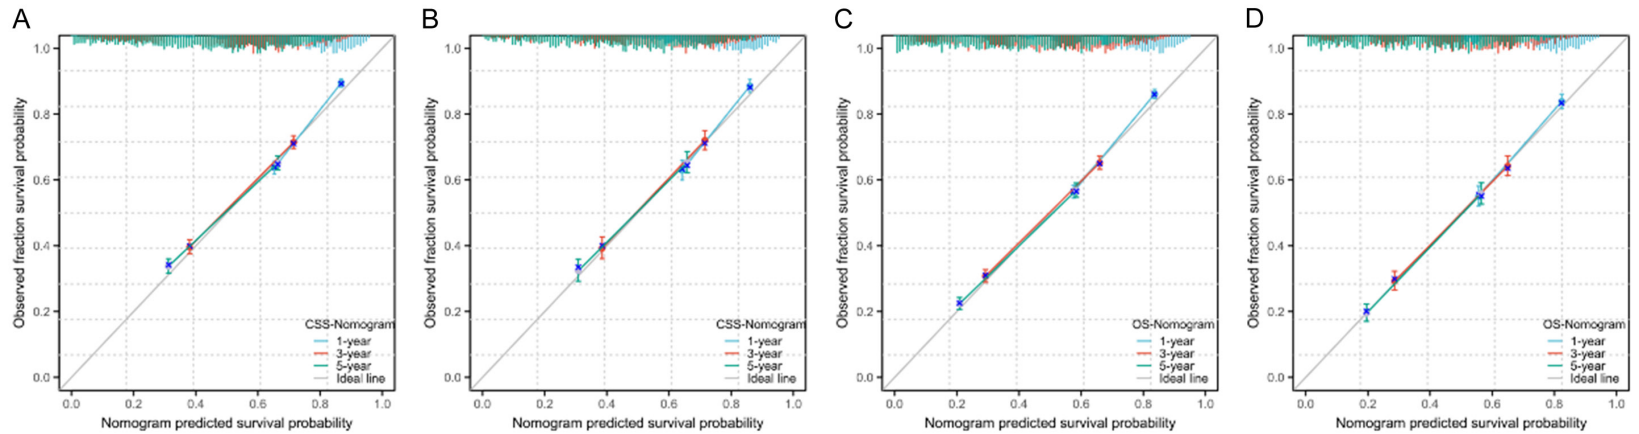 A
Observed fraction survival probability
1.0
0.8
0.6
0.4
0.2
0.0
CSS-Nomogram
1-year
3-year
5-year
Ideal line
0.0 0.2 0.4 0.6 0.8 1.0
Nomogram predicted survival probability
B
Observed fraction survival probability
1.0
0.8
0.6
0.4
0.2
0.0
CSS-Nomogram
1-year
3-year
5-year
Ideal line
0.0 0.2 0.4 0.6 0.8 1.0
Nomogram predicted survival probability
C
Observed fraction survival probability
1.0
0.8
0.6
0.4
0.2
0.0
OS-Nomogram
1-year
3-year
5-year
Ideal line
0.0 0.2 0.4 0.6 0.8 1.0
Nomogram predicted survival probability
D
Observed fraction survival probability
1.0
0.8
0.6
0.4
0.2
0.0
OS-Nomogram
1-year
3-year
5-year
Ideal line
0.0 0.2 0.4 0.6 0.8 1.0
Nomogram predicted survival probability